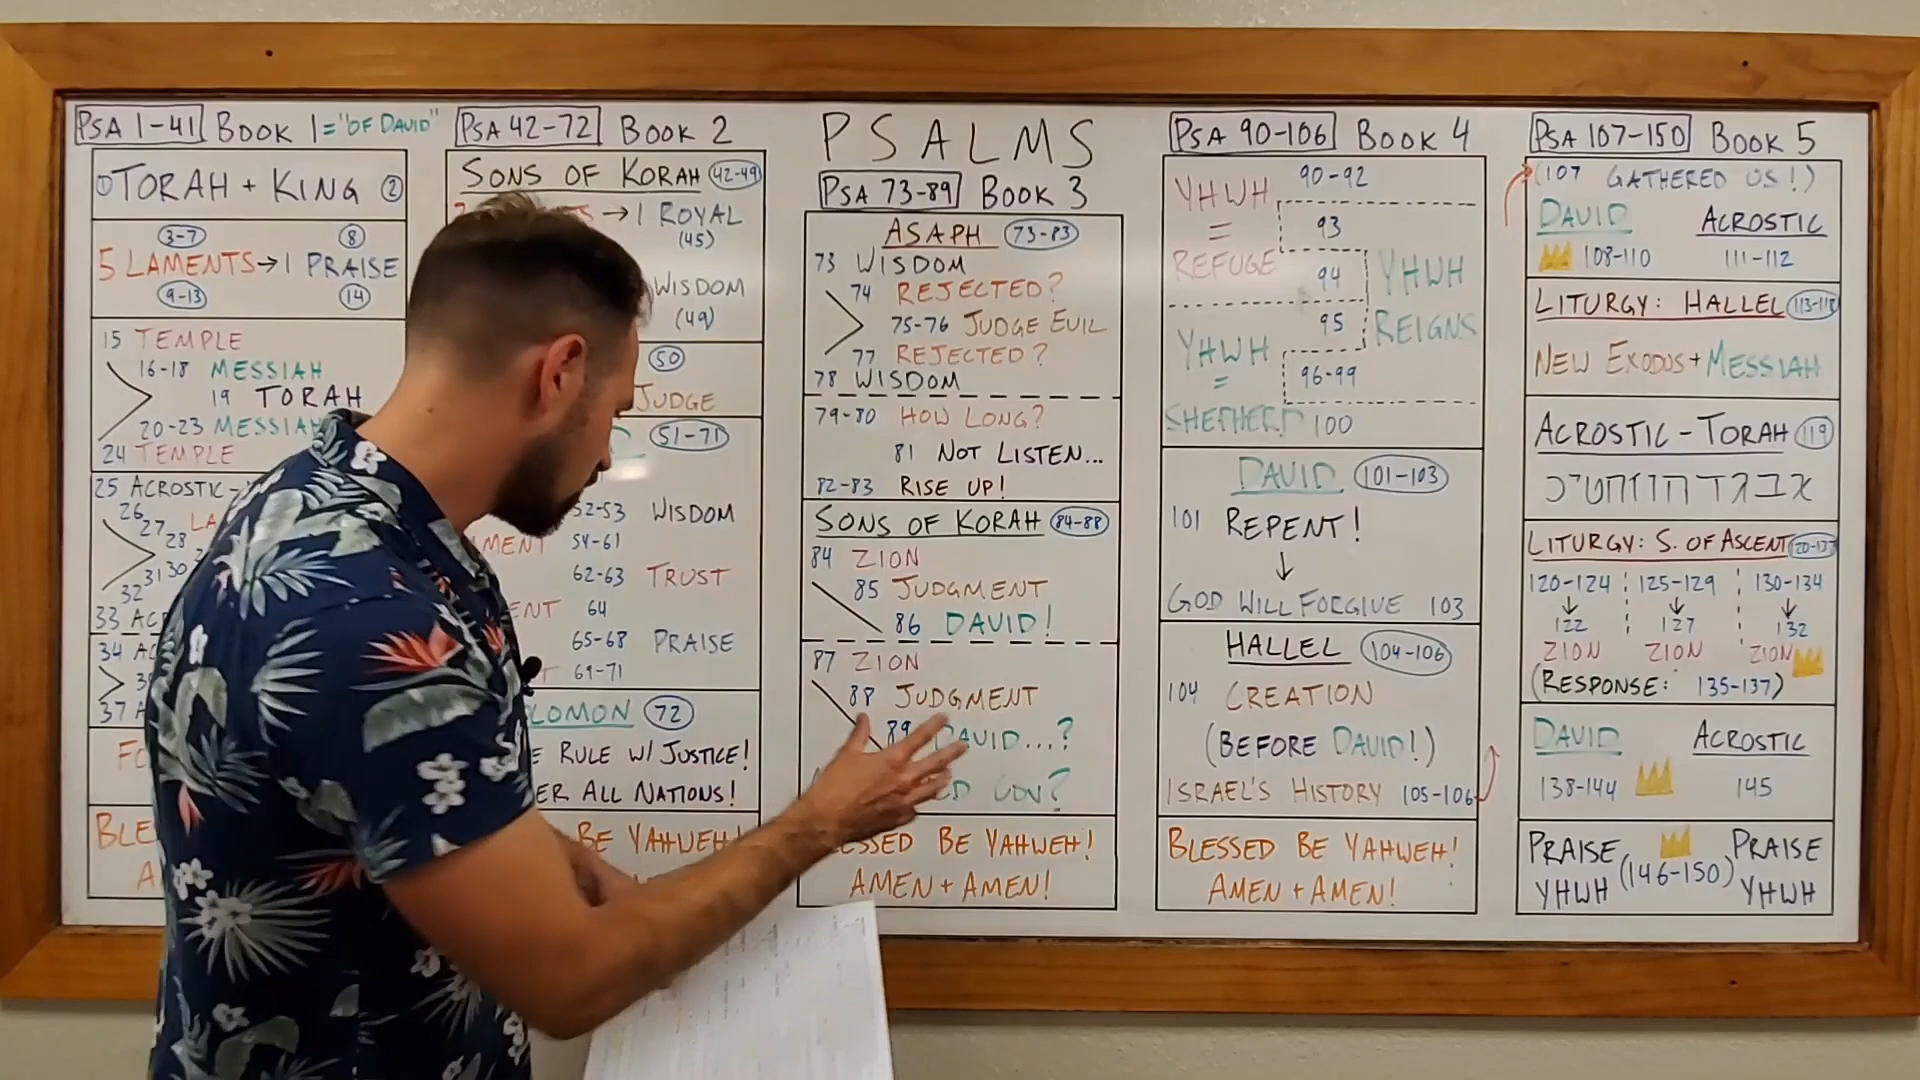 PSA 1-41 BOOK 1 = "OF DAVID"
① TORAH + KING ②
3-7 8
5 LAMENTS → 1 PRAISE
9-13 14
15 TEMPLE
16-18 MESSIAH
19 TORAH
20-23 MESSIAH
24 TEMPLE
25 ACROSTIC-
26
27
28
30
31
32
33
34
37
PSA 42-72 BOOK 2
SONS OF KORAH 42-49
→ 1 ROYAL
(45)
WISDOM
(49)
50
JUDGE
51-71
52-53 WISDOM
54-61
62-63 TRUST
64
65-68 PRAISE
69-71
72
RULE W/ JUSTICE!
ALL NATIONS!
BE YAHWEH!
PSALMS
PSA 73-89 BOOK 3
ASAPH 73-83
73 WISDOM
74 REJECTED?
75-76 JUDGE EVIL
77 REJECTED?
78 WISDOM
79-80 HOW LONG?
81 NOT LISTEN...
82-83 RISE UP!
SONS OF KORAH 84-88
84 ZION
85 JUDGMENT
86 DAVID!
87 ZION
88 JUDGMENT
89 DAVID...?
COV?
BE YAHWEH!
AMEN + AMEN!
PSA 90-106 BOOK 4
YHWH 90-92
= 93
REFUGE 94 YHWH
95 REIGNS
YHWH
= 96-99
SHEPHERD 100
DAVID 101-103
101 REPENT!
↓
GOD WILL FORGIVE 103
HALLEL 104-106
104 CREATION
(BEFORE DAVID!)
ISRAEL'S HISTORY 105-106
BLESSED BE YAHWEH!
AMEN + AMEN!
PSA 107-150 BOOK 5
(107 GATHERED US!)
DAVID ACROSTIC
108-110 111-112
LITURGY: HALLEL 113-118
NEW EXODUS + MESSIAH
ACROSTIC - TORAH 119
אבגדהוזחטיכ
LITURGY: S. OF ASCENT
120-124 125-129 130-134
↓ ↓ ↓
122 127 132
ZION ZION ZION
(RESPONSE: 135-137)
DAVID ACROSTIC
138-144 145
PRAISE PRAISE
YHWH (146-150) YHWH